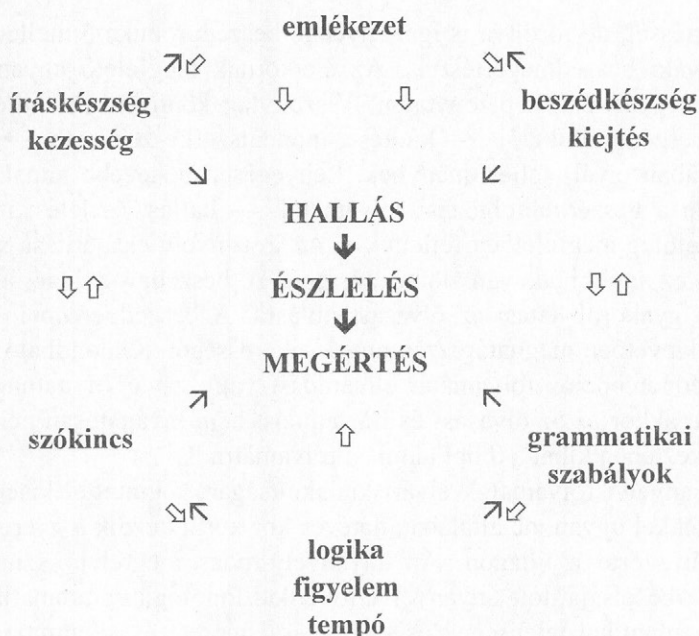 emlékezet
íráskészség
kezesség
beszédkészség
kiejtés
HALLÁS
ÉSZLELÉS
MEGÉRTÉS
szókincs
grammatikai
szabályok
logika
figyelem
tempó